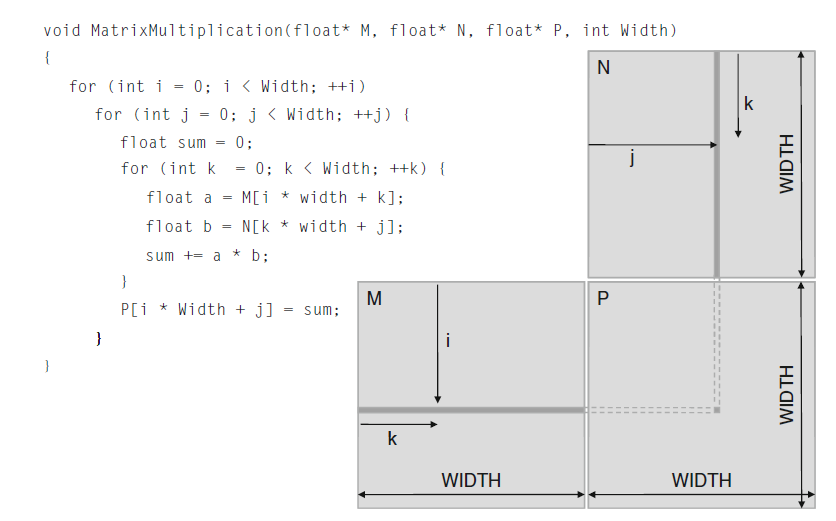 void MatrixMultiplication(float* M, float* N, float* P, int Width)
{
for (int i = 0; i < Width; ++i)
for (int j = 0; j < Width; ++j) {
float sum = 0;
for (int k = 0; k < Width; ++k) {
float a = M[i * width + k];
float b = N[k * width + j];
sum += a * b;
}
P[i * Width + j] = sum;
}
}
N
k
j
WIDTH
M
i
k
WIDTH
P
WIDTH
WIDTH